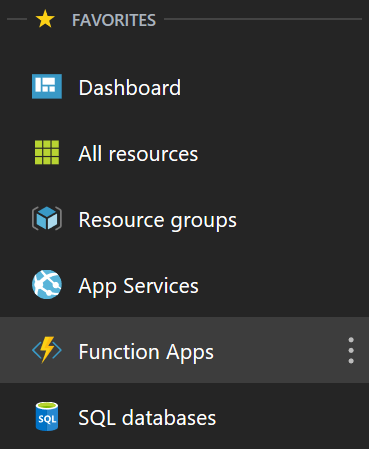 FAVORITES
Dashboard
All resources
Resource groups
App Services
Function Apps
SQL databases